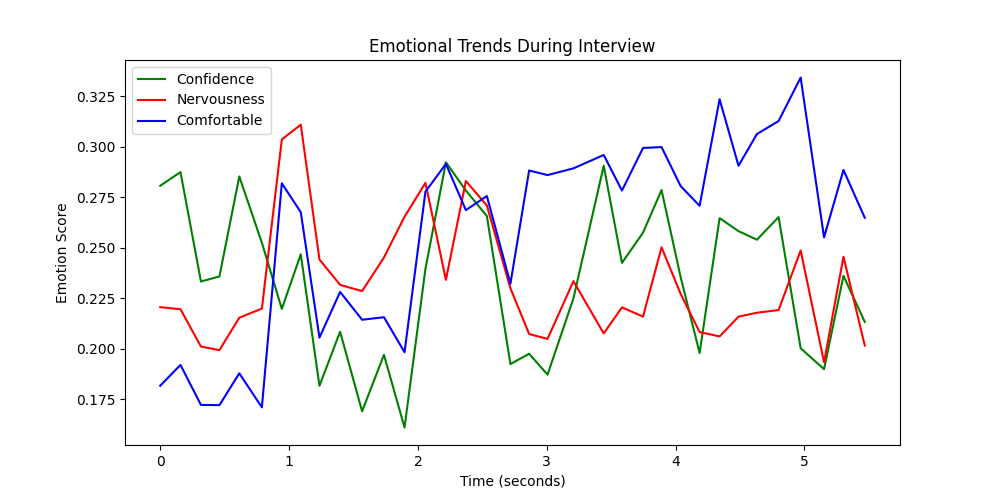 Emotional Trends During Interview
Confidence
Nervousness
Comfortable
Emotion Score
0.325
0.300
0.275
0.250
0.225
0.200
0.175
0 1 2 3 4 5
Time (seconds)